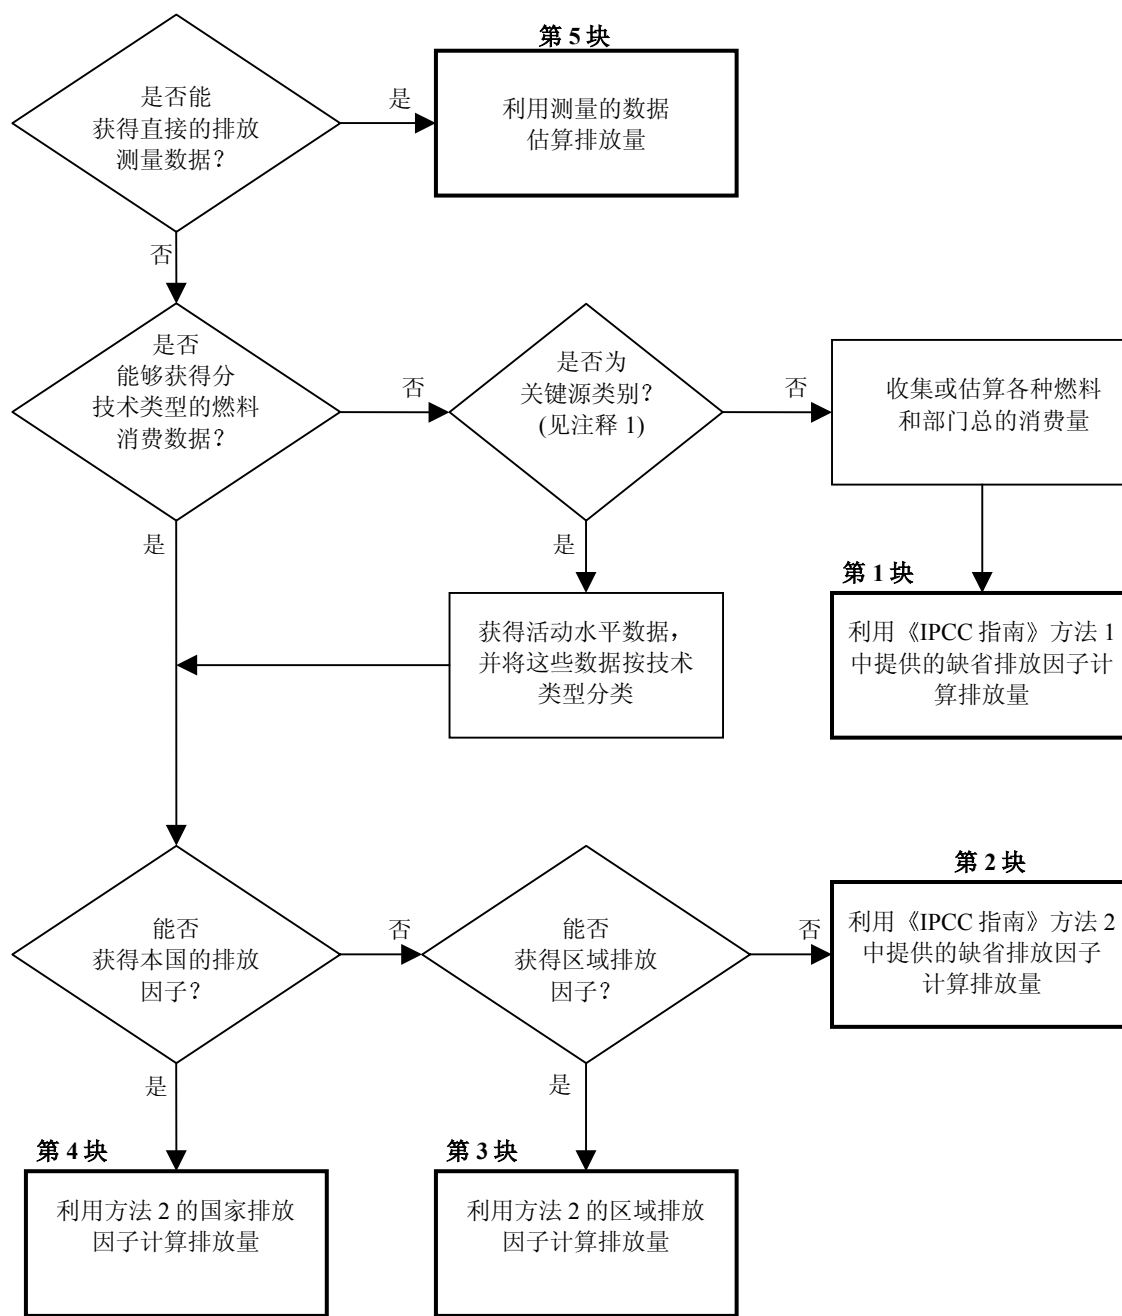 第 5 块
是否能
获得直接的排放
测量数据？
是
利用测量的数据
估算排放量
否
是否
能够获得分
技术类型的燃料
消费数据？
否
是否为
关键源类别？
(见注释 1)
否
收集或估算各种燃料
和部门总的消费量
是
是
第 1 块
获得活动水平数据，
并将这些数据按技术
类型分类
利用《IPCC 指南》方法 1
中提供的缺省排放因子计
算排放量
能否
获得本国的排放
因子？
否
能否
获得区域排放
因子？
否
第 2 块
利用《IPCC 指南》方法 2
中提供的缺省排放因子
计算排放量
是
是
第 4 块
利用方法 2 的国家排放
因子计算排放量
第 3 块
利用方法 2 的区域排放
因子计算排放量